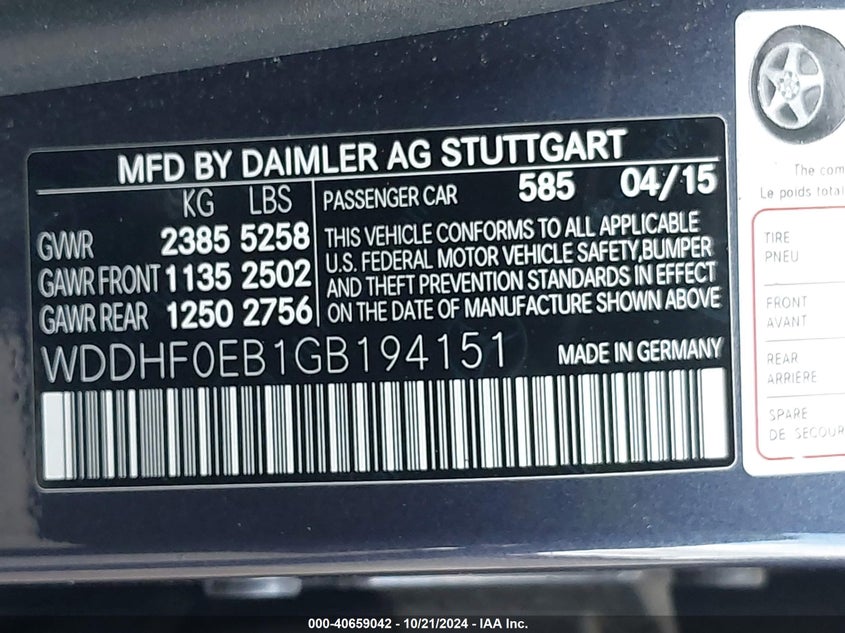 MFD BY DAIMLER AG STUTTGART
KG LBS
GVWR 2385 5258
GAWR FRONT 1135 2502
GAWR REAR 1250 2756
PASSENGER CAR 585 04/15
THIS VEHICLE CONFORMS TO ALL APPLICABLE
U.S. FEDERAL MOTOR VEHICLE SAFETY,BUMPER
AND THEFT PREVENTION STANDARDS IN EFFECT
ON THE DATE OF MANUFACTURE SHOWN ABOVE
WDDHF0EB1GB194151 MADE IN GERMANY
The com
Le poids total
TIRE
PNEU
FRONT
AVANT
REAR
ARRIÈRE
SPARE
DE SECOUR
000-40659042 - 10/21/2024 - IAA Inc.